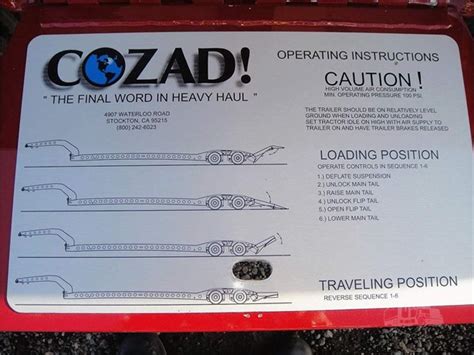 COZAD!
" THE FINAL WORD IN HEAVY HAUL "
4907 WATERLOO ROAD
STOCKTON, CA 95215
(800) 242-6023
OPERATING INSTRUCTIONS
CAUTION !
HIGH VOLUME AIR CONSUMPTION
MIN. OPERATING PRESSURE 100 PSI.
THE TRAILER SHOULD BE ON RELATIVELY LEVEL
GROUND WHEN LOADING AND UNLOADING
SET TRACTOR IDLE ON HIGH WITH AIR SUPPLY TO
TRAILER ON AND HAVE TRAILER BRAKES RELEASED
LOADING POSITION
OPERATE CONTROLS IN SEQUENCE 1-6
1.) DEFLATE SUSPENSION
2.) UNLOCK MAIN TAIL
3.) RAISE MAIN TAIL
4.) UNLOCK FLIP TAIL
5.) OPEN FLIP TAIL
6.) LOWER MAIN TAIL
TRAVELING POSITION
REVERSE SEQUENCE 1-6